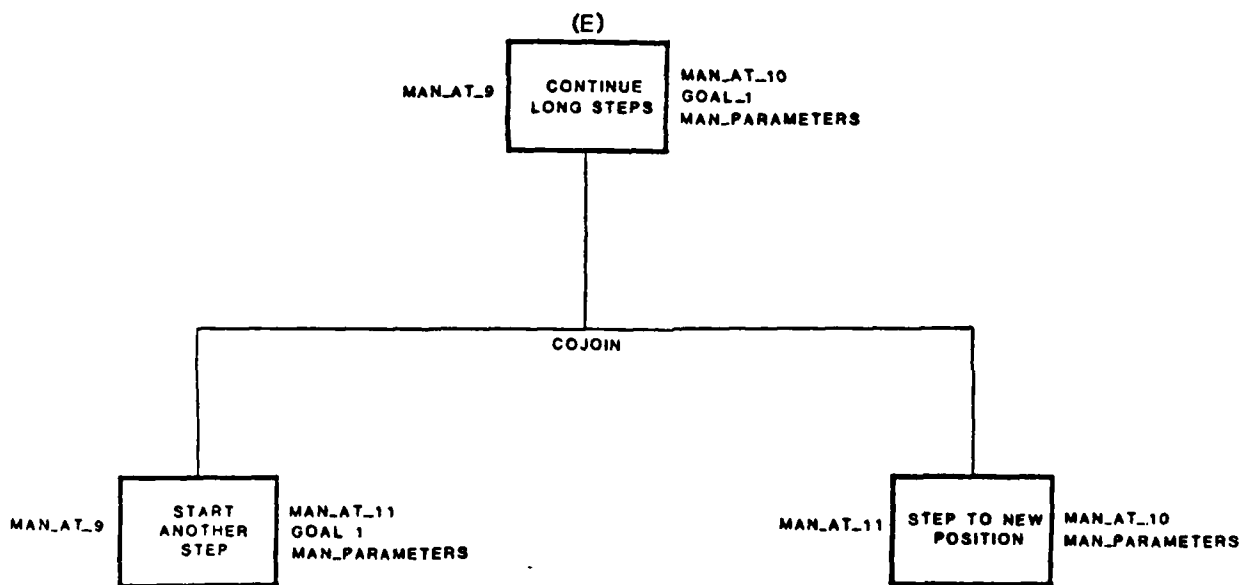 (E)
MAN_AT_9
CONTINUE
LONG STEPS
MAN_AT_10
GOAL_1
MAN_PARAMETERS
COJOIN
MAN_AT_9
START
ANOTHER
STEP
MAN_AT_11
GOAL 1
MAN_PARAMETERS
MAN_AT_11
STEP TO NEW
POSITION
MAN_AT_10
MAN_PARAMETERS